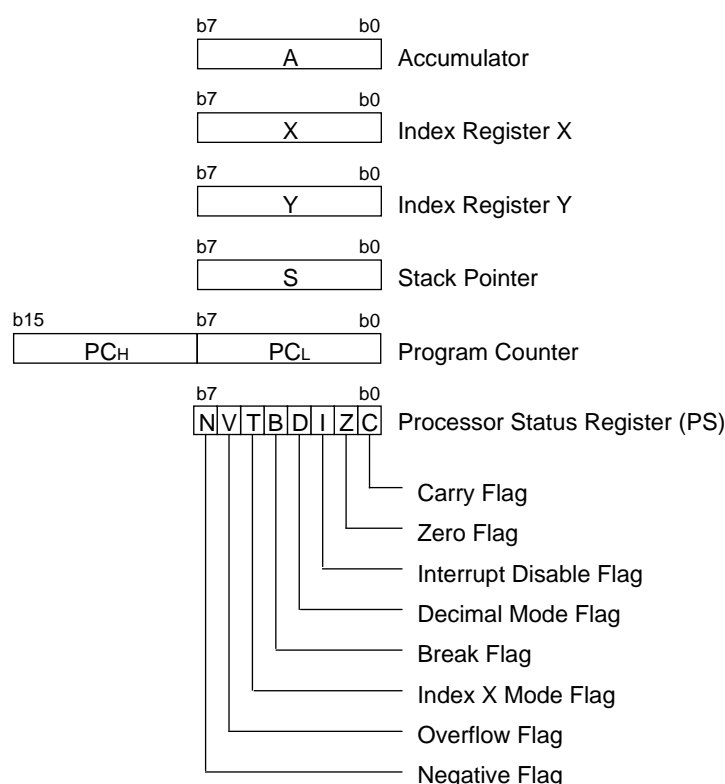 b7 b0
A Accumulator
b7 b0
X Index Register X
b7 b0
Y Index Register Y
b7 b0
S Stack Pointer
b15 b7 b0
PCH PCL Program Counter
b7 b0
N V T B D I Z C Processor Status Register (PS)
Carry Flag
Zero Flag
Interrupt Disable Flag
Decimal Mode Flag
Break Flag
Index X Mode Flag
Overflow Flag
Negative Flag